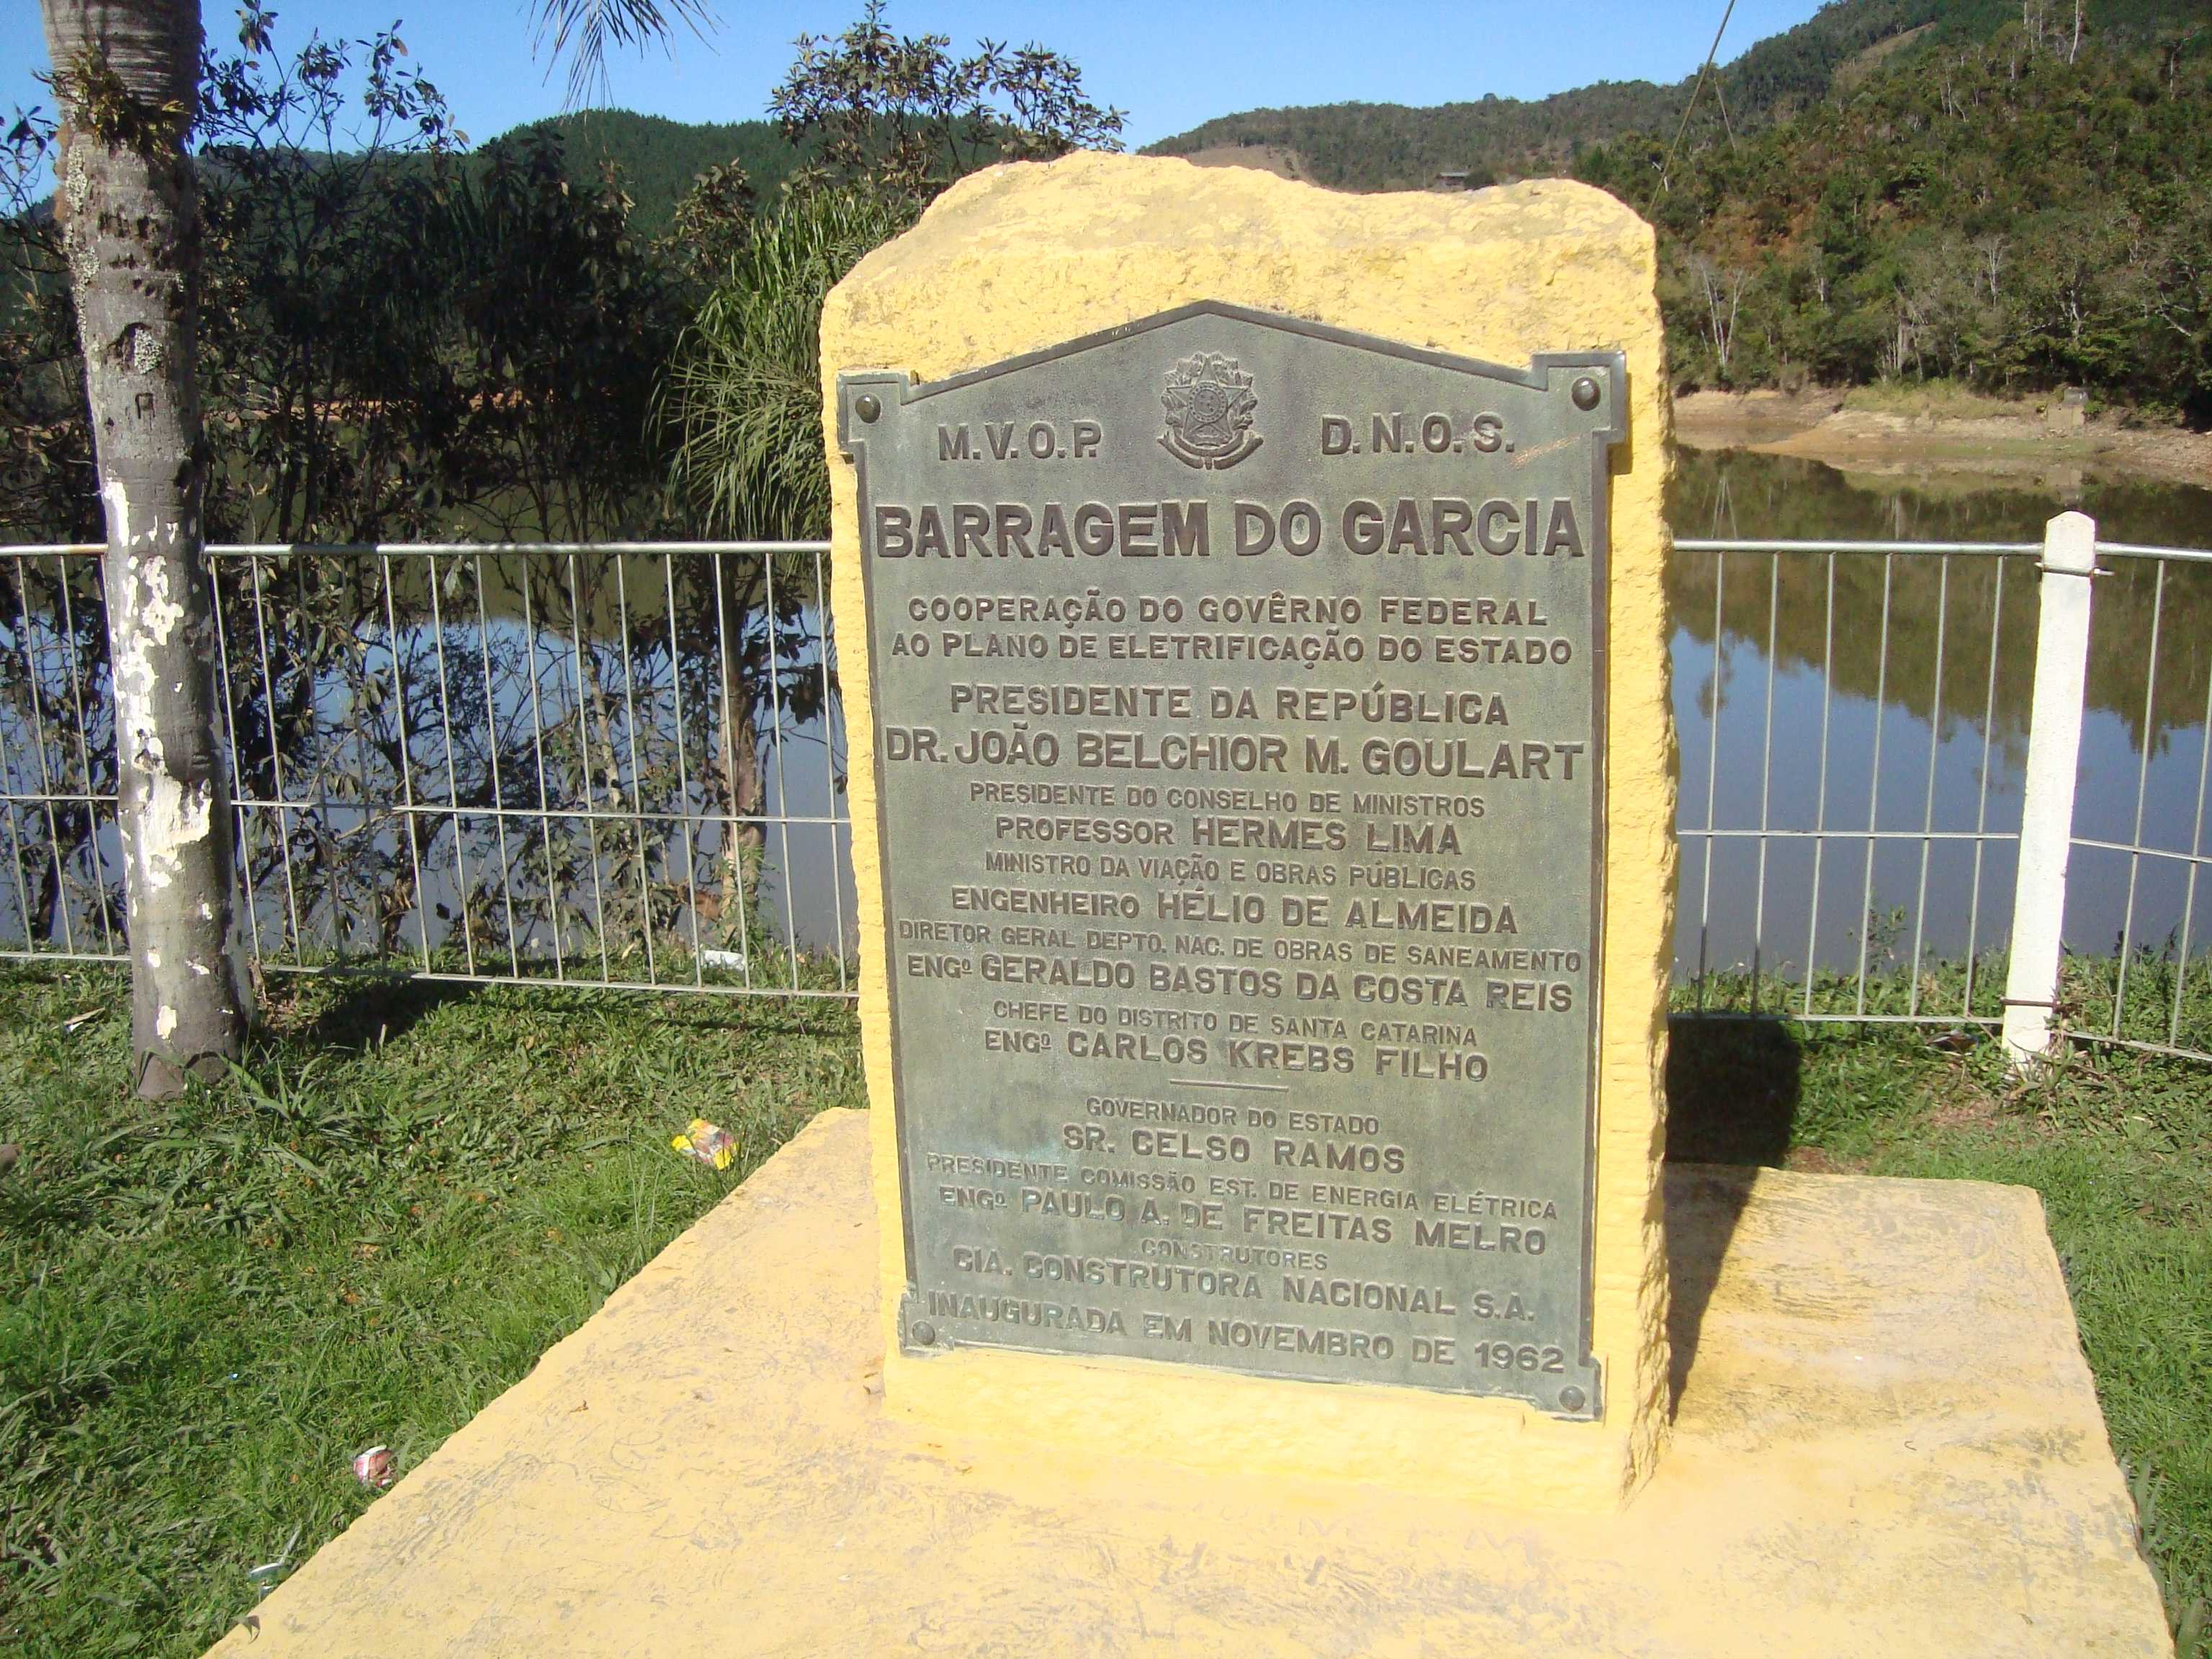 M.V.O.P. D.N.O.S.
BARRAGEM DO GARCIA
COOPERAÇÃO DO GOVÊRNO FEDERAL
AO PLANO DE ELETRIFICAÇÃO DO ESTADO
PRESIDENTE DA REPÚBLICA
DR. JOÃO BELCHIOR M. GOULART
PRESIDENTE DO CONSELHO DE MINISTROS
PROFESSOR HERMES LIMA
MINISTRO DA VIAÇÃO E OBRAS PÚBLICAS
ENGENHEIRO HÉLIO DE ALMEIDA
DIRETOR GERAL DEPTO. NAC. DE OBRAS DE SANEAMENTO
ENGº GERALDO BASTOS DA COSTA REIS
CHEFE DO DISTRITO DE SANTA CATARINA
ENGº CARLOS KREBS FILHO
GOVERNADOR DO ESTADO
SR. CELSO RAMOS
PRESIDENTE COMISSÃO EST. DE ENERGIA ELÉTRICA
ENGº PAULO A. DE FREITAS MELRO
CONSTRUTORES
CIA. CONSTRUTORA NACIONAL S.A.
INAUGURADA EM NOVEMBRO DE 1962